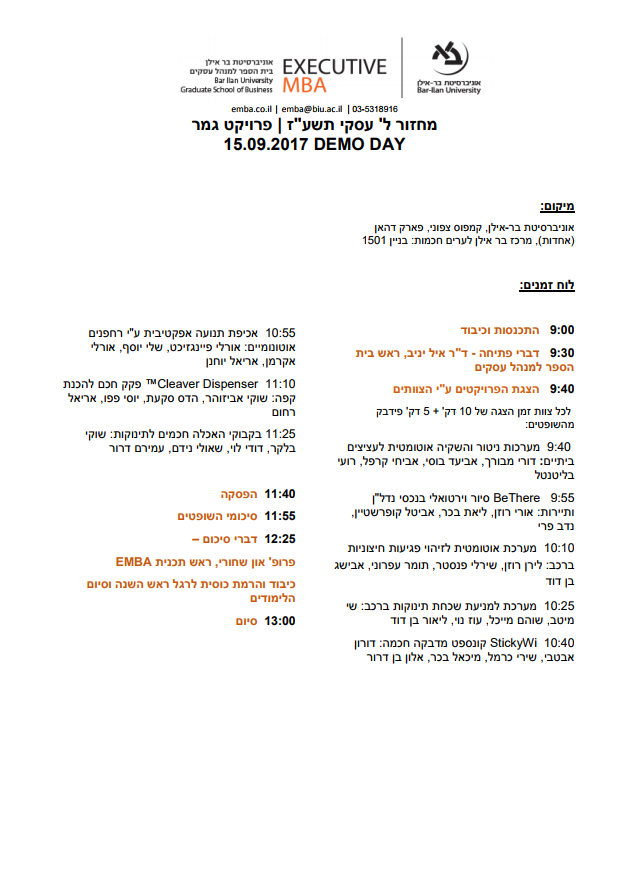 אוניברסיטת בר אילן
בית הספר למנהל עסקים
Bar Ilan University
Graduate School of Business
EXECUTIVE
MBA
אוניברסיטת בר-אילן
Bar-Ilan University
emba.co.il | emba@biu.ac.il | 03-5318916
מחזור ל' עסקי תשע"ז | פרויקט גמר
15.09.2017 DEMO DAY
מיקום:
אוניברסיטת בר-אילן, קמפוס צפוני, פארק דהאן
(אחדות), מרכז בר אילן לערים חכמות: בניין 1501
לוח זמנים:
9:00 התכנסות וכיבוד
9:30 דברי פתיחה - ד"ר איל יניב, ראש בית
הספר למנהל עסקים
9:40 הצגת הפרויקטים ע"י הצוותים
לכל צוות זמן הצגה של 10 דק' + 5 דק' פידבק
מהשופטים:
9:40 מערכות ניטור והשקיה אוטומטית לעציצים
ביתיים: דורי מבורך, אביעד בוסי, אביחי קרפל, רועי
בליטנטל
9:55 BeThere סיור וירטואלי בנכסי נדל"ן
ותיירות: אורי רוזן, ליאת בכר, אביטל קופרשטיין,
נדב פרי
10:10 מערכת אוטומטית לזיהוי פגיעות חיצוניות
ברכב: לירן רוזן, שירלי פנסטר, תומר עפרוני, אבישג
בן דוד
10:25 מערכת למניעת שכחת תינוקות ברכב: שי
מיטב, שוהם מייכל, עוז נוי, ליאור בן דוד
10:40 StickyWi קונספט מדבקה חכמה: דורון
אבטבי, שירי כרמל, מיכאל בכר, אלון בן דרור
10:55 אכיפת תנועה אפקטיבית ע"י רחפנים
אוטונומיים: אורלי פיינגזיכט, שלי יוסף, אורלי
אקרמן, אריאל יוחנן
11:10 Cleaver Dispenser™ פקק חכם להכנת
קפה: שוקי אביזוהר, הדס סקעת, יוסי פפו, אריאל
רחום
11:25 בקבוקי האכלה חכמים לתינוקות: שוקי
בלקר, דודי לוי, שאולי נידם, עמירם דרור
11:40 הפסקה
11:55 סיכומי השופטים
12:25 דברי סיכום –
פרופ' און שחורי, ראש תכנית EMBA
כיבוד והרמת כוסית לרגל ראש השנה וסיום
הלימודים
13:00 סיום